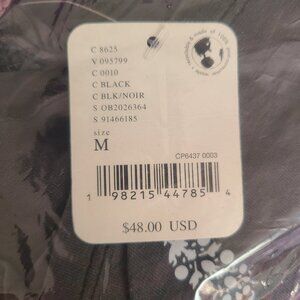 C 8625
V 095799
C 0010
C BLACK
C BLK/NOIR
S OB2026364
S 91466185
size
M
CP6437 0003
1 98215 44785 4
$48.00 USD